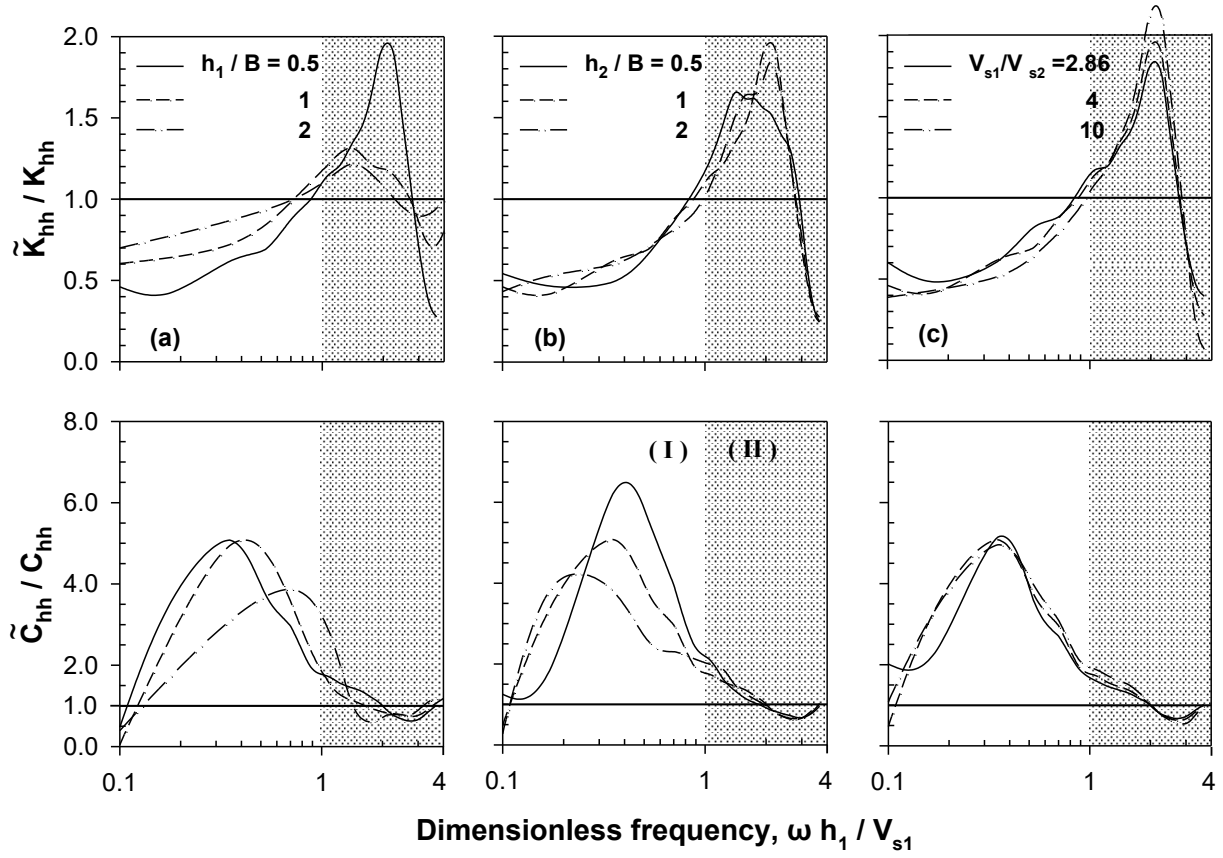 2.0
1.5
1.0
0.5
0.0
K̃hh / Khh
h1 / B = 0.5
1
2
(a)
h2 / B = 0.5
1
2
(b)
Vs1/Vs2 =2.86
4
10
(c)
8.0
6.0
4.0
2.0
1.0
0.0
C̃hh / Chh
( I )
( II )
0.1
1
4
0.1
1
4
0.1
1
4
Dimensionless frequency, ω h1 / Vs1